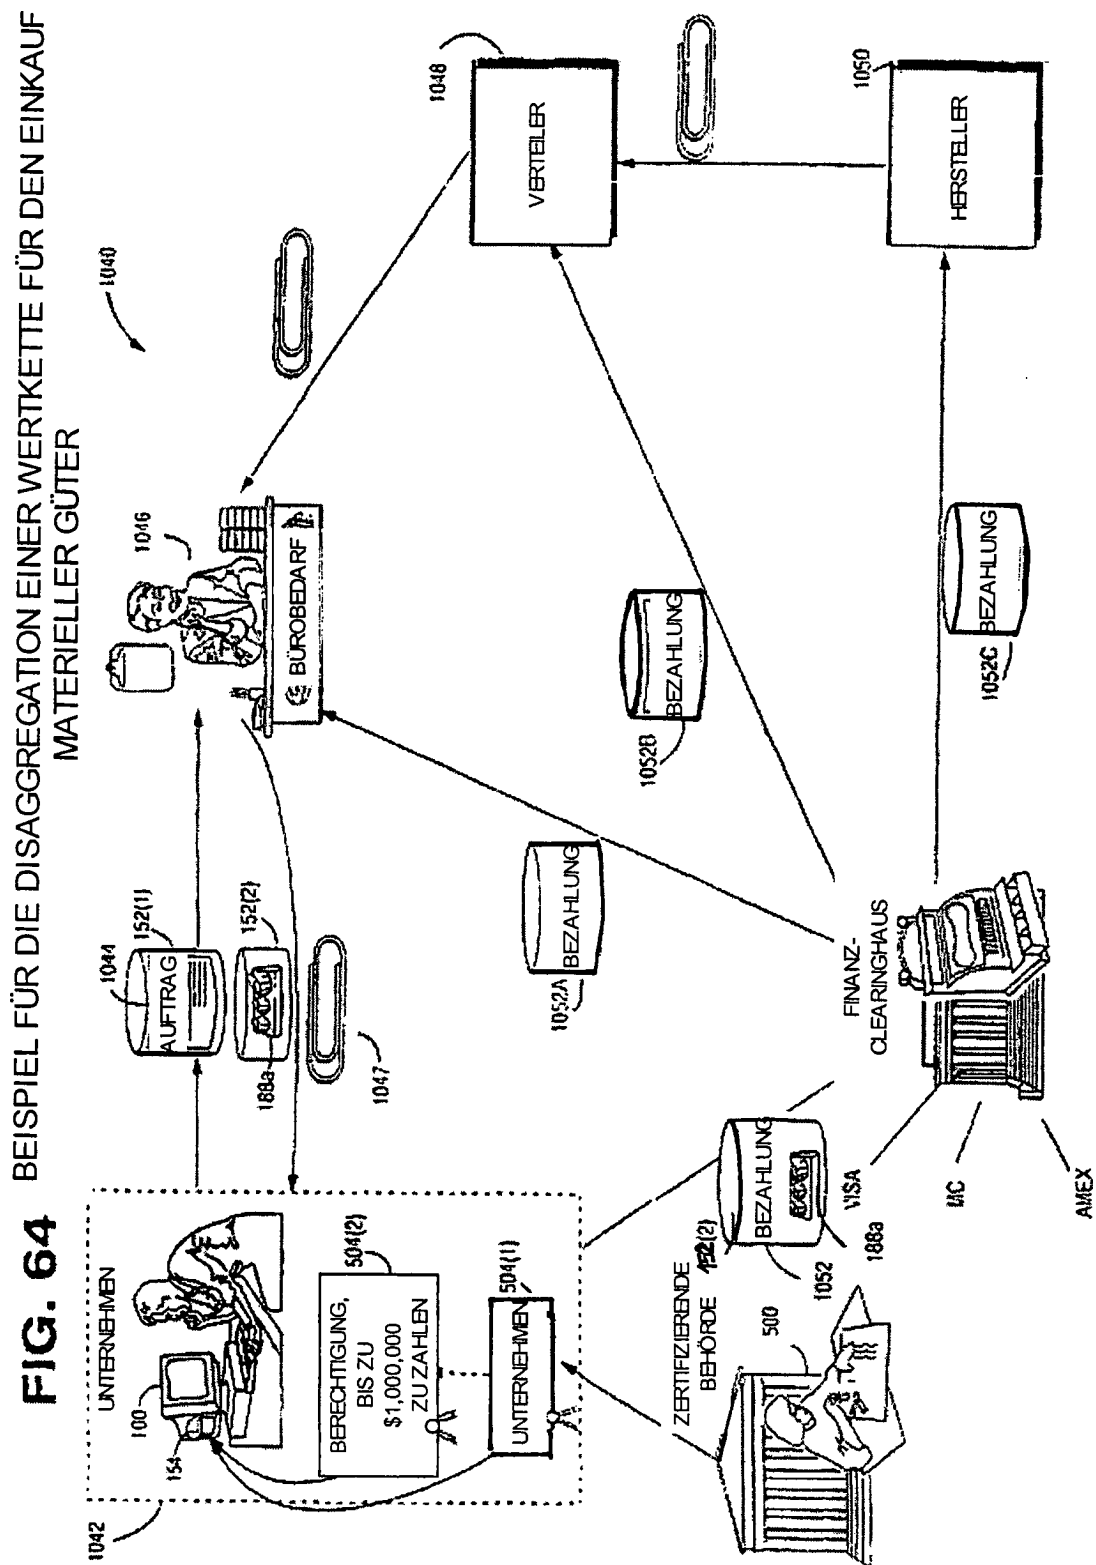 FIG. 64
BEISPIEL FÜR DIE DISAGGREGATION EINER WERTKETTE FÜR DEN EINKAUF
MATERIELLER GÜTER
1040
1042
UNTERNEHMEN
100
154
BERECHTIGUNG,
BIS ZU
$1,000,000
ZU ZAHLEN
504(2)
UNTERNEHMEN
504(1)
1044
152(1)
AUFTRAG
152(2)
188a
1047
1046
BÜROBEDARF
1048
VERTEILER
1050
HERSTELLER
BEZAHLUNG
1052A
BEZAHLUNG
1052B
BEZAHLUNG
1052C
FINANZ-
CLEARINGHAUS
VISA
MC
AMEX
BEZAHLUNG
152(2)
1052
188a
ZERTIFIZIERENDE
BEHÖRDE
500